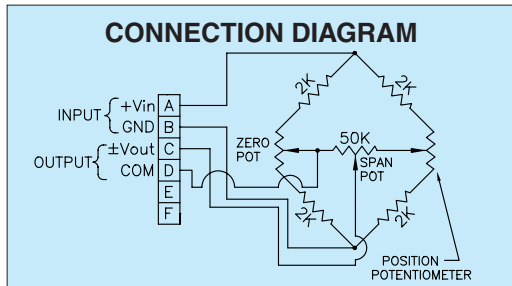 CONNECTION DIAGRAM
2K
2K
INPUT
+Vin A
GND B
OUTPUT
±Vout C
COM D
E
F
ZERO
POT
50K
SPAN
POT
2K
2K
POSITION
POTENTIOMETER